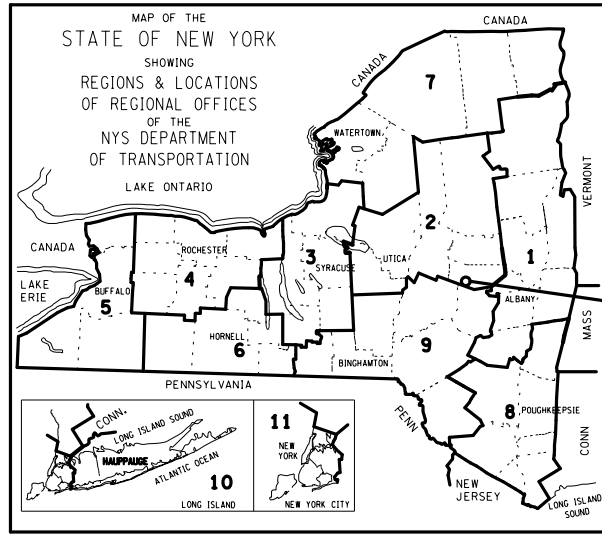 MAP OF THE
STATE OF NEW YORK
SHOWING
REGIONS & LOCATIONS
OF REGIONAL OFFICES
OF THE
NYS DEPARTMENT
OF TRANSPORTATION
LAKE ONTARIO
CANADA
CANADA
7
WATERTOWN
VERMONT
2
1
CANADA
ROCHESTER
3
SYRACUSE
UTICA
LAKE
ERIE
BUFFALO
4
5
ALBANY
MASS
HORNELL
6
BINGHAMTON
9
PENNSYLVANIA
PENN
8
POUGHKEEPSIE
CONN
NEW
JERSEY
LONG ISLAND
SOUND
CONN.
LONG ISLAND SOUND
HAUPPAUGE
ATLANTIC OCEAN
10
LONG ISLAND
11
NEW
YORK
NEW YORK CITY